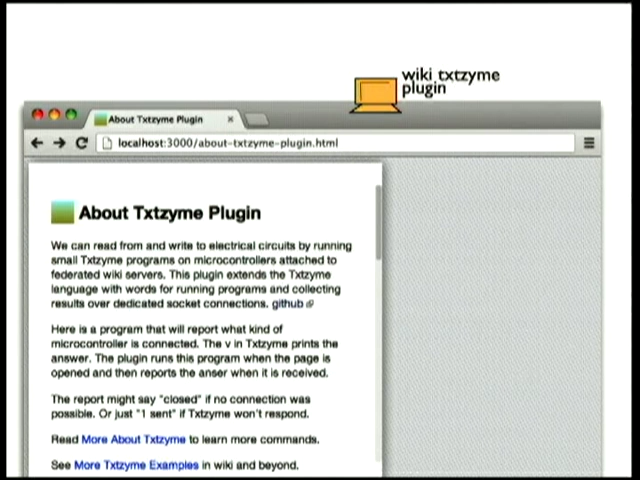 wiki txtzyme
plugin
About Txtzyme Plugin
localhost:3000/about-txtzyme-plugin.html
About Txtzyme Plugin
We can read from and write to electrical circuits by running
small Txtzyme programs on microcontrollers attached to
federated wiki servers. This plugin extends the Txtzyme
language with words for running programs and collecting
results over dedicated socket connections. github
Here is a program that will report what kind of
microcontroller is connected. The v in Txtzyme prints the
answer. The plugin runs this program when the page is
opened and then reports the anser when it is received.
The report might say "closed" if no connection was
possible. Or just "1 sent" if Txtzyme won't respond.
Read More About Txtzyme to learn more commands.
See More Txtzyme Examples in wiki and beyond.